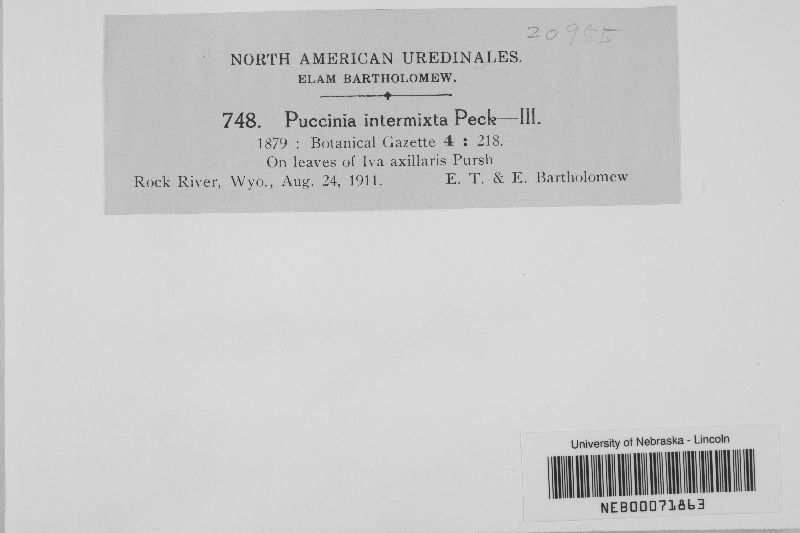 20955
NORTH AMERICAN UREDINALES.
ELAM BARTHOLOMEW.
748. Puccinia intermixta Peck—III.
1879 : Botanical Gazette 4 : 218.
On leaves of Iva axillaris Pursh
Rock River, Wyo., Aug. 24, 1911. E. T. & E. Bartholomew
University of Nebraska - Lincoln
NEB00071863